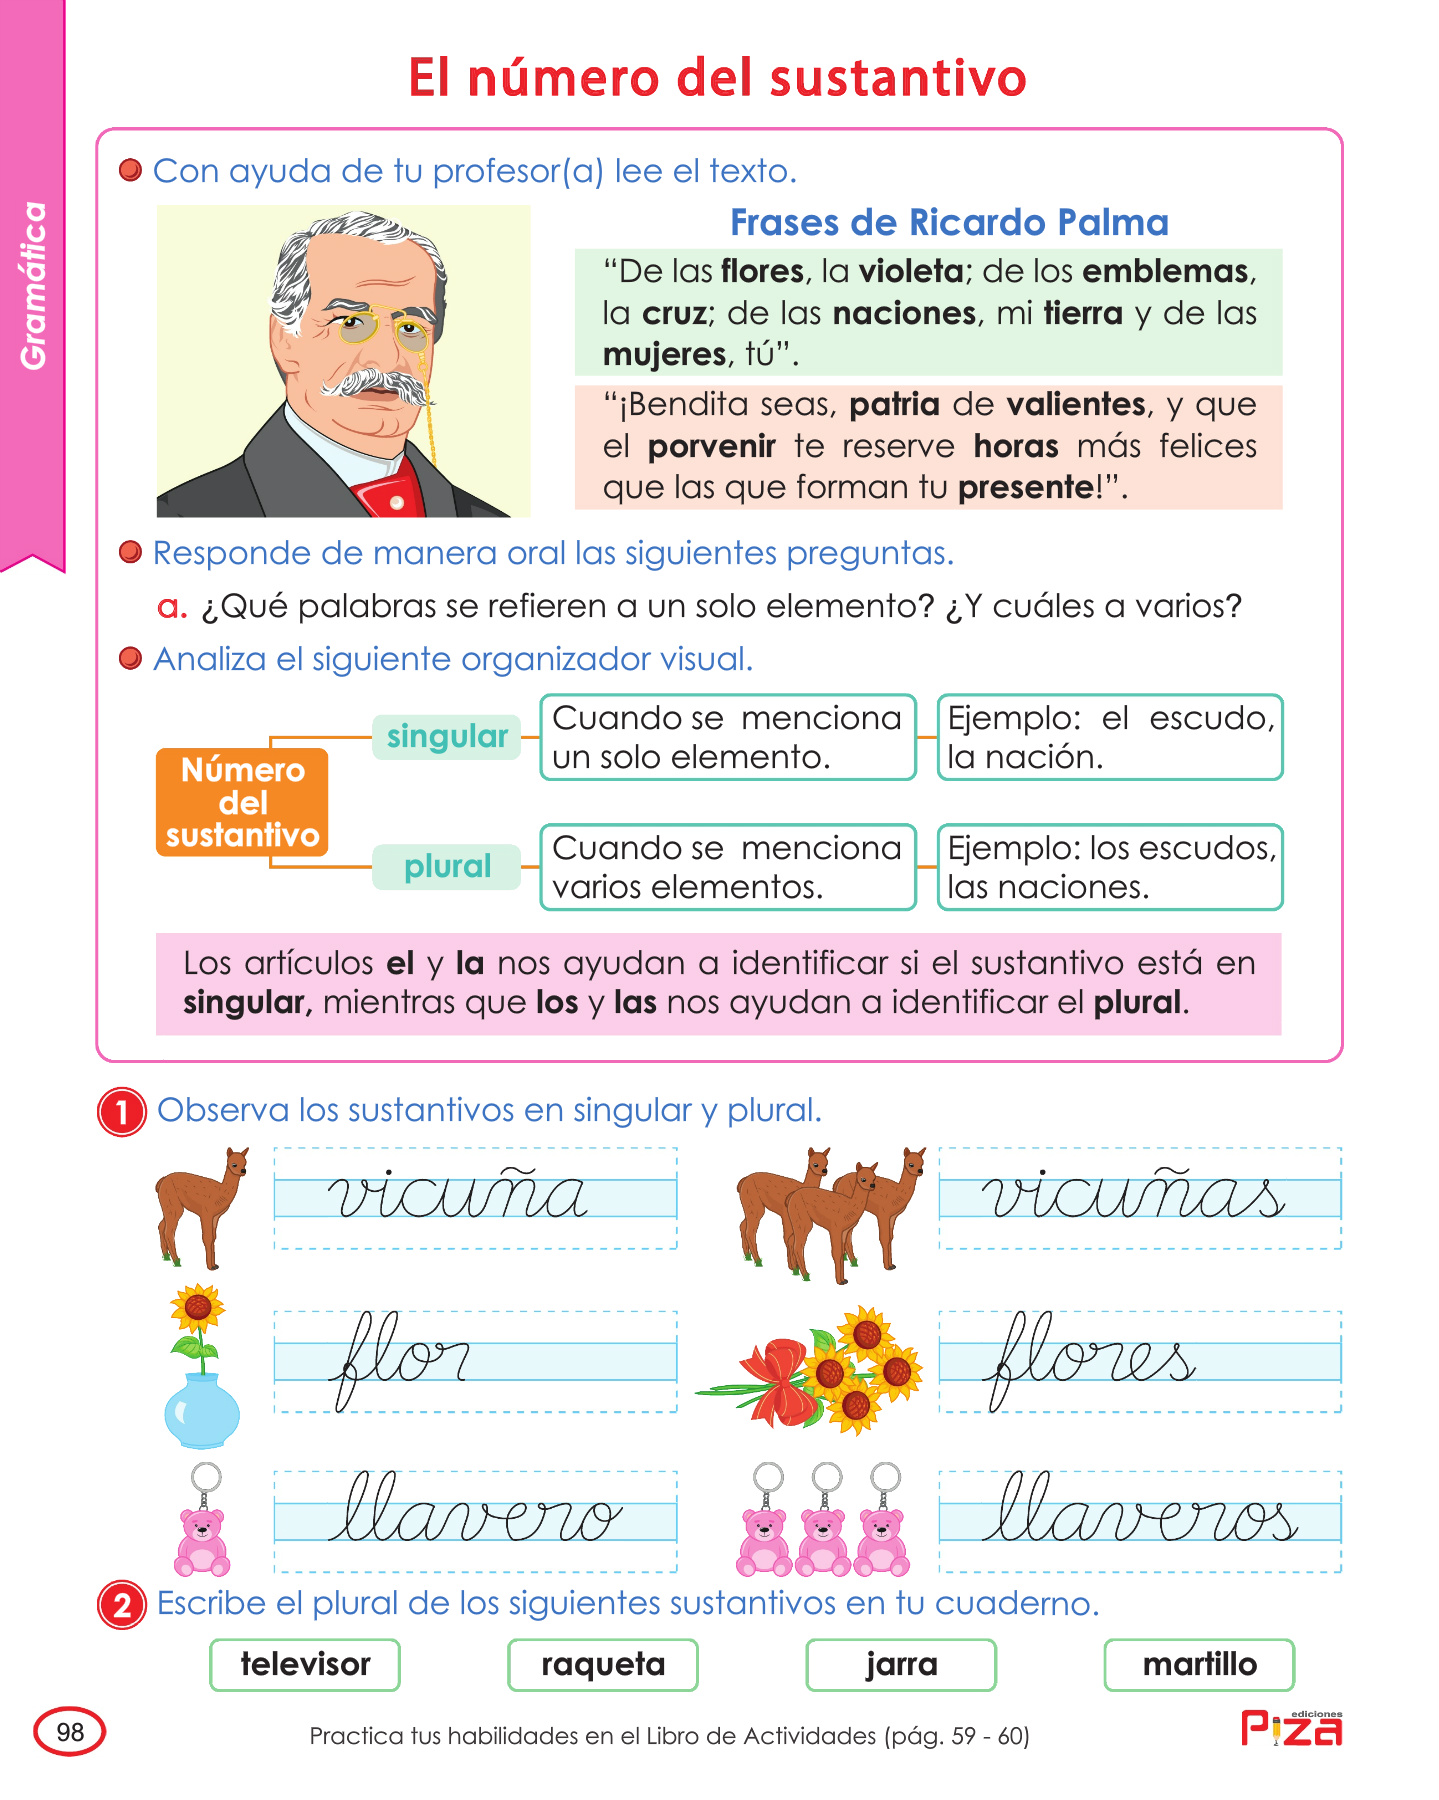 El número del sustantivo
Gramática
Con ayuda de tu profesor(a) lee el texto.
Frases de Ricardo Palma
“De las flores, la violeta; de los emblemas,
la cruz; de las naciones, mi tierra y de las
mujeres, tú”.
“¡Bendita seas, patria de valientes, y que
el porvenir te reserve horas más felices
que las que forman tu presente!”.
Responde de manera oral las siguientes preguntas.
a. ¿Qué palabras se refieren a un solo elemento? ¿Y cuáles a varios?
Analiza el siguiente organizador visual.
Número
del
sustantivo
singular
Cuando se menciona
un solo elemento.
Ejemplo: el escudo,
la nación.
plural
Cuando se menciona
varios elementos.
Ejemplo: los escudos,
las naciones.
Los artículos el y la nos ayudan a identificar si el sustantivo está en
singular, mientras que los y las nos ayudan a identificar el plural.
1 Observa los sustantivos en singular y plural.
vicuña
vicuñas
flor
flores
llavero
llaveros
2 Escribe el plural de los siguientes sustantivos en tu cuaderno.
televisor
raqueta
jarra
martillo
98
Practica tus habilidades en el Libro de Actividades (pág. 59 - 60)
ediciones
Piza